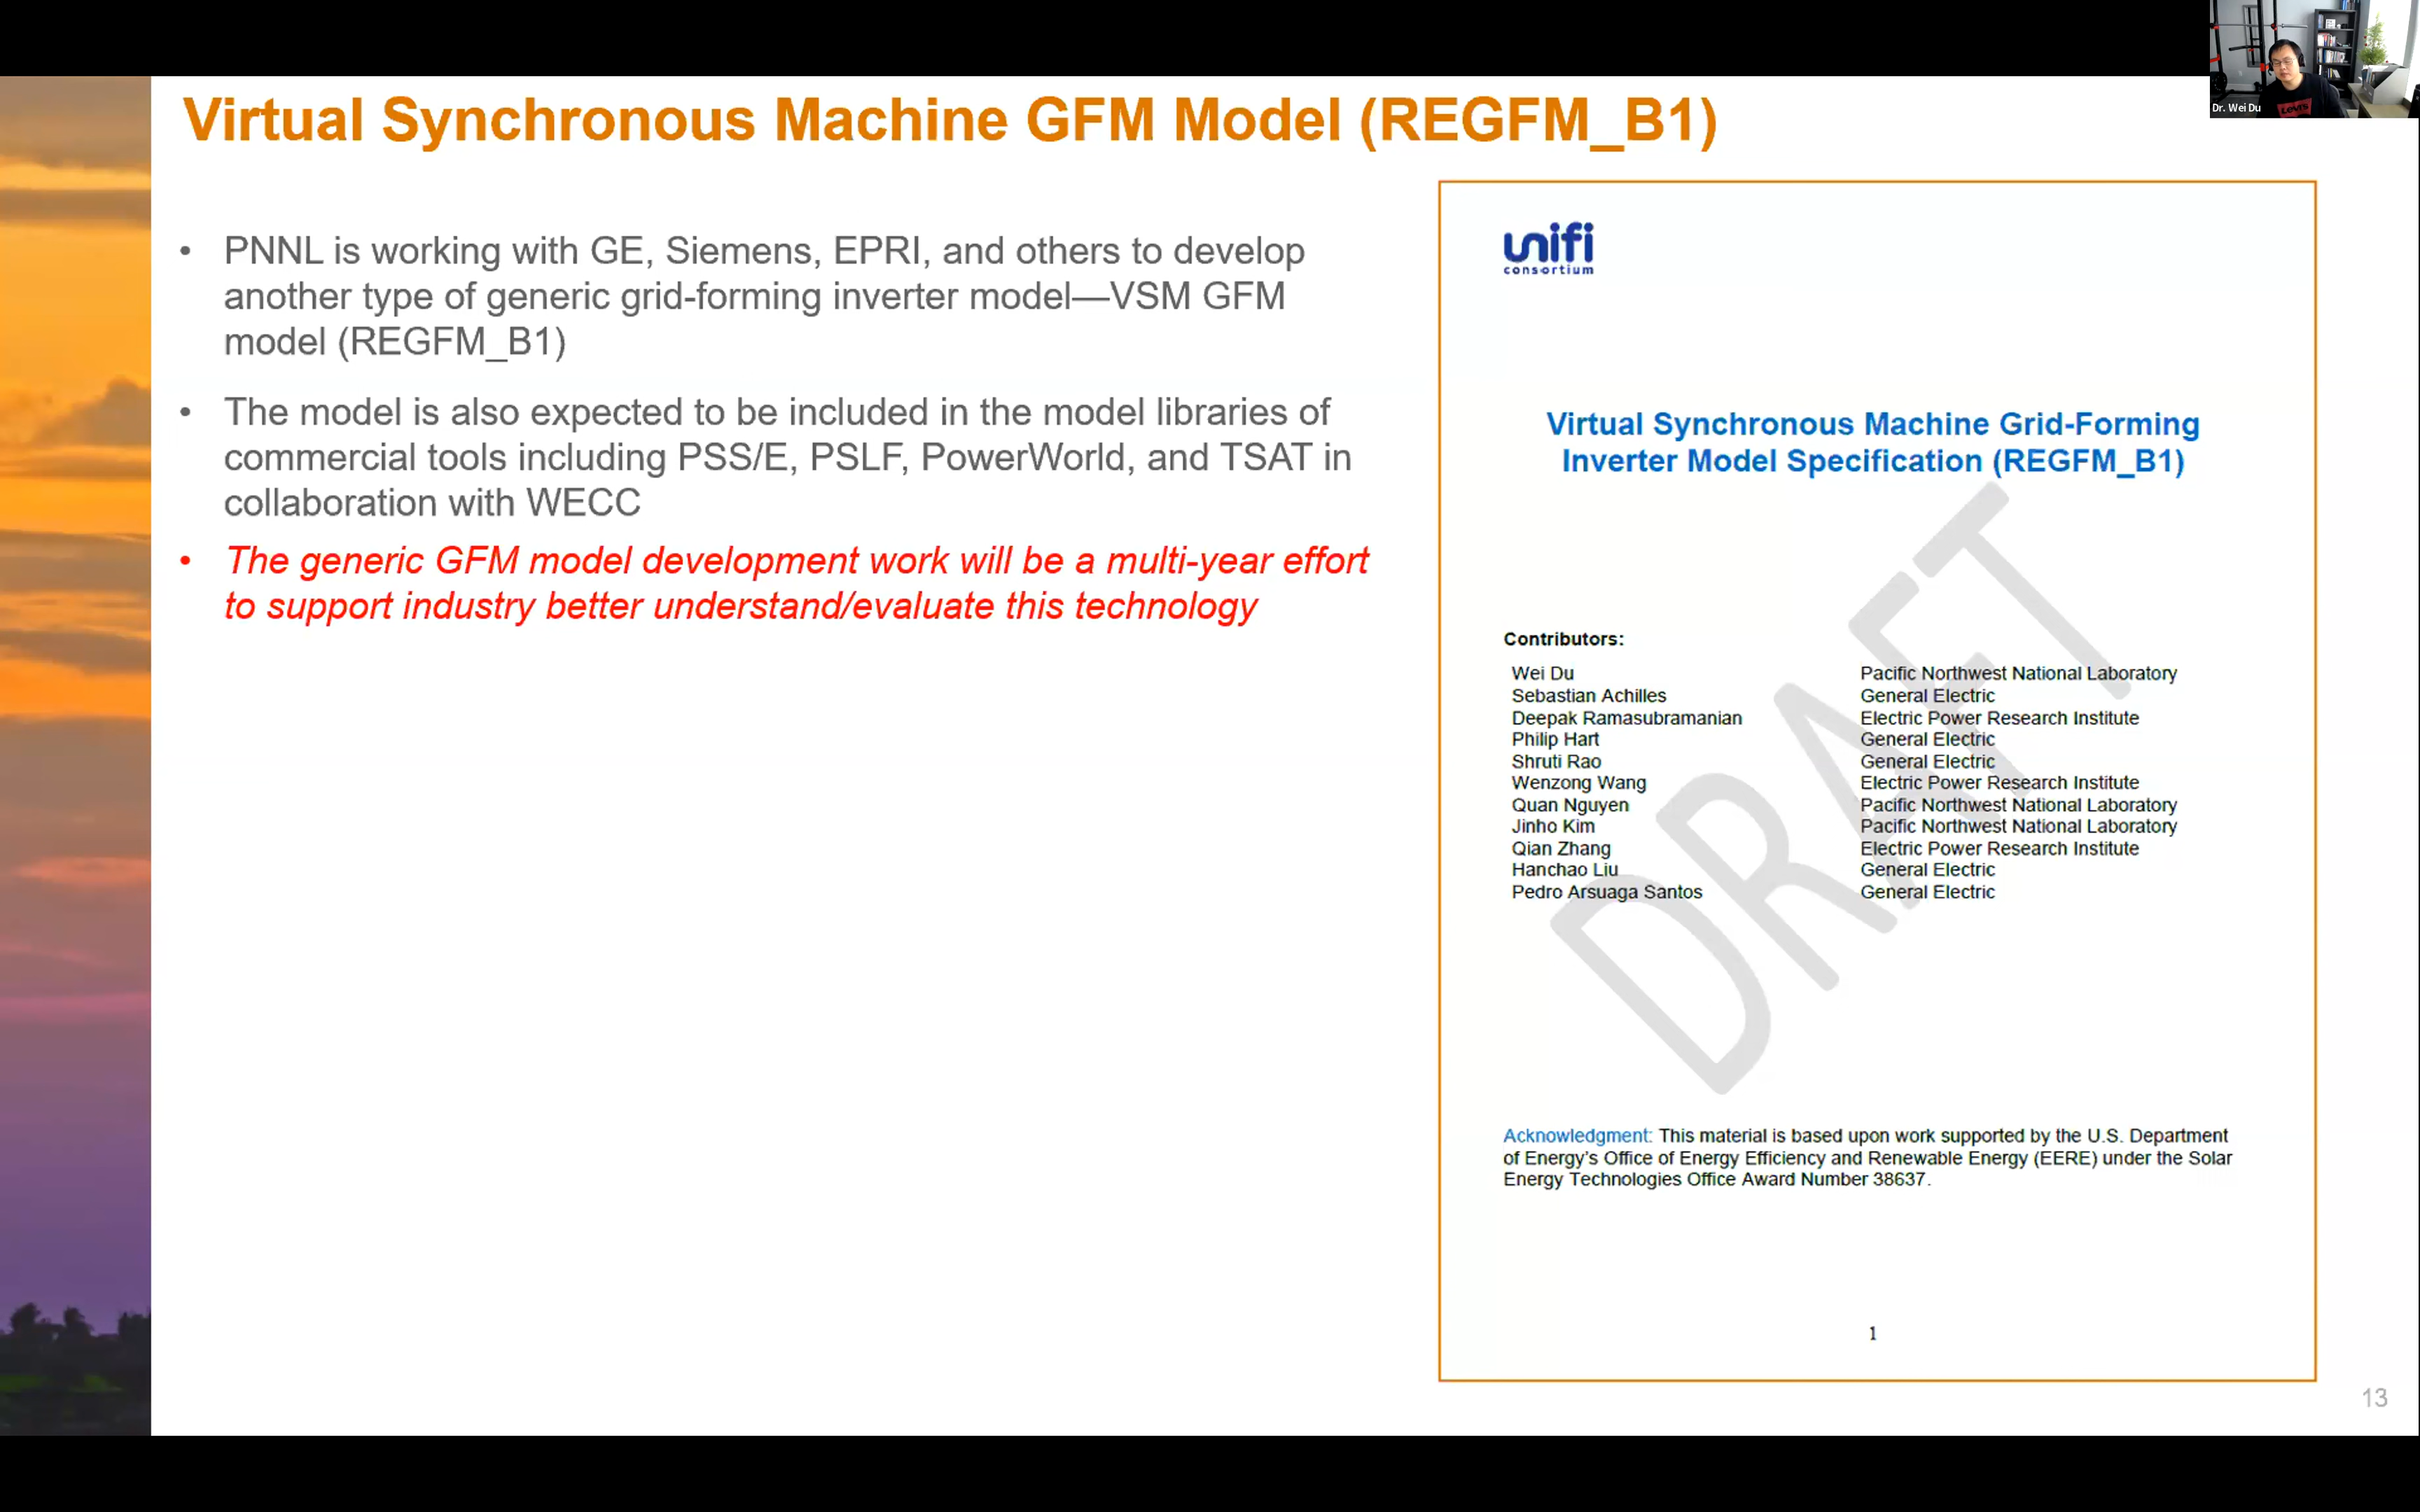 Virtual Synchronous Machine GFM Model (REGFM_B1)
Dr. Wei Du
Levi's
• PNNL is working with GE, Siemens, EPRI, and others to develop
another type of generic grid-forming inverter model—VSM GFM
model (REGFM_B1)
• The model is also expected to be included in the model libraries of
commercial tools including PSS/E, PSLF, PowerWorld, and TSAT in
collaboration with WECC
• The generic GFM model development work will be a multi-year effort
to support industry better understand/evaluate this technology
unifi
consortium
Virtual Synchronous Machine Grid-Forming
Inverter Model Specification (REGFM_B1)
DRAFT
Contributors:
Wei Du Pacific Northwest National Laboratory
Sebastian Achilles General Electric
Deepak Ramasubramanian Electric Power Research Institute
Philip Hart General Electric
Shruti Rao General Electric
Wenzong Wang Electric Power Research Institute
Quan Nguyen Pacific Northwest National Laboratory
Jinho Kim Pacific Northwest National Laboratory
Qian Zhang Electric Power Research Institute
Hanchao Liu General Electric
Pedro Arsuaga Santos General Electric
Acknowledgment: This material is based upon work supported by the U.S. Department
of Energy's Office of Energy Efficiency and Renewable Energy (EERE) under the Solar
Energy Technologies Office Award Number 38637.
1
13